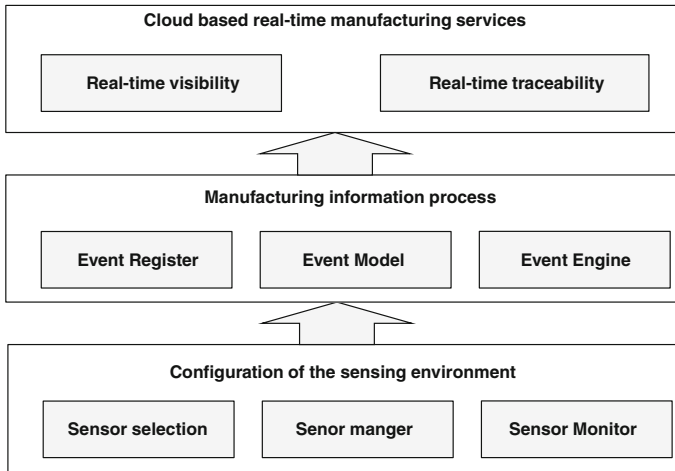 Cloud based real-time manufacturing services
Real-time visibility
Real-time traceability
Manufacturing information process
Event Register
Event Model
Event Engine
Configuration of the sensing environment
Sensor selection
Senor manger
Sensor Monitor